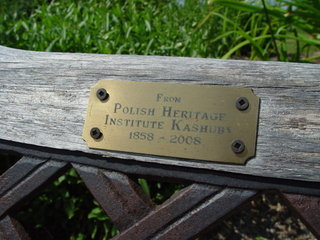 From
Polish Heritage
Institute Kashuby
1858 - 2008